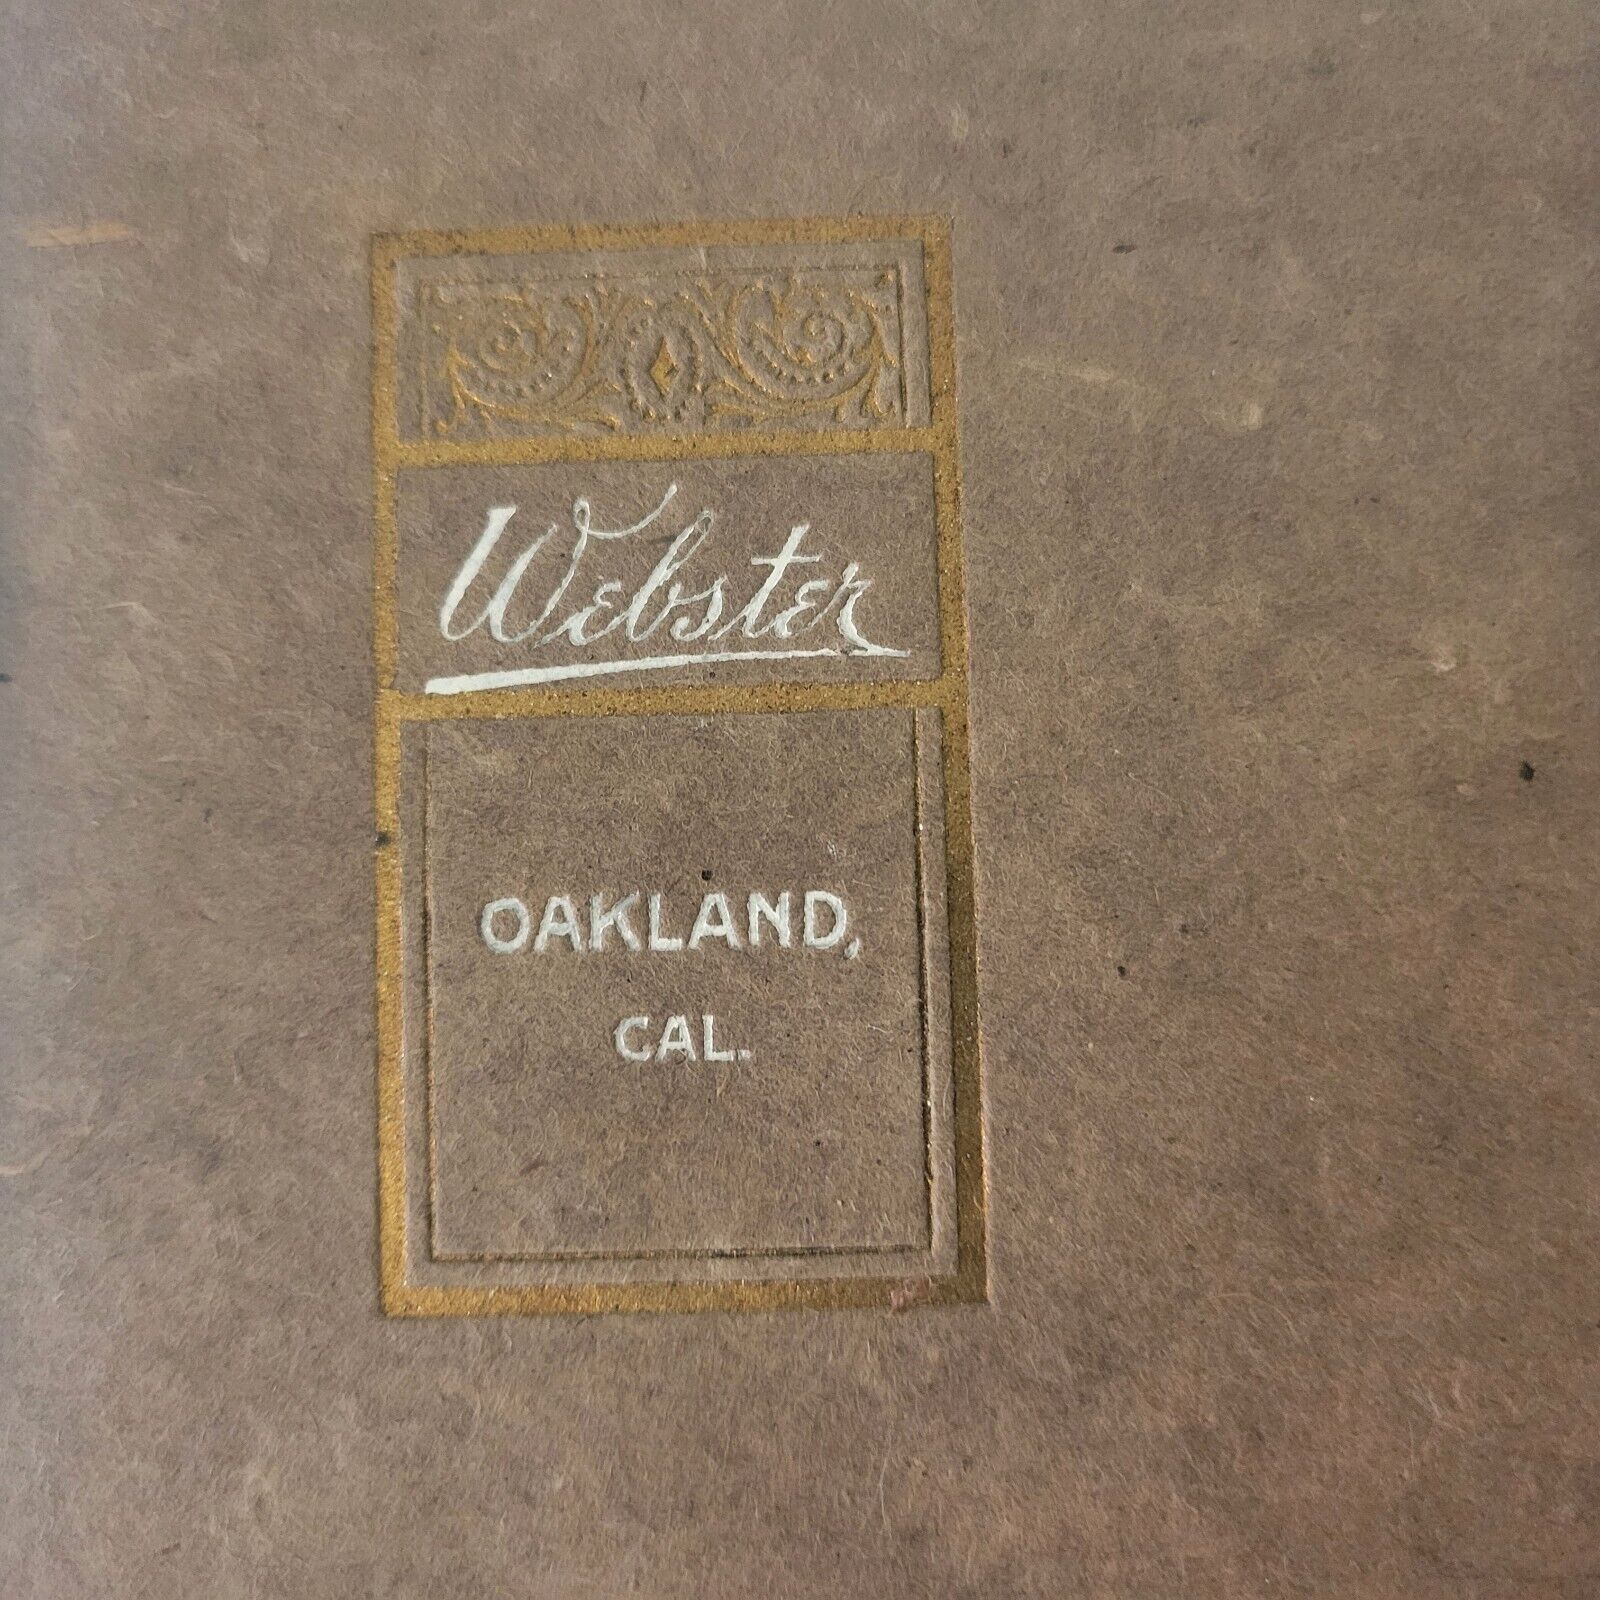 Webster
OAKLAND,
CAL.